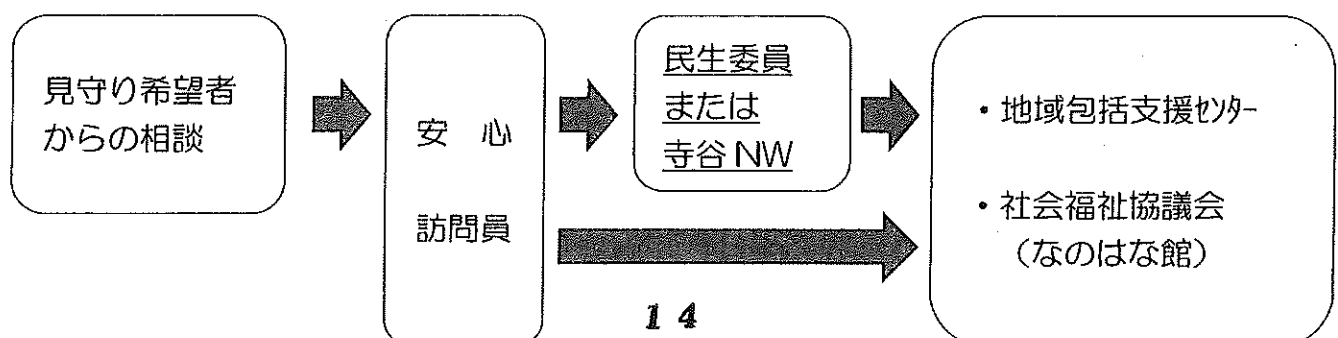 見守り希望者
からの相談
安 心
訪問員
民生委員
または
寺谷 NW
・地域包括支援ｾﾝﾀｰ
・社会福祉協議会
（なのはな館）
14